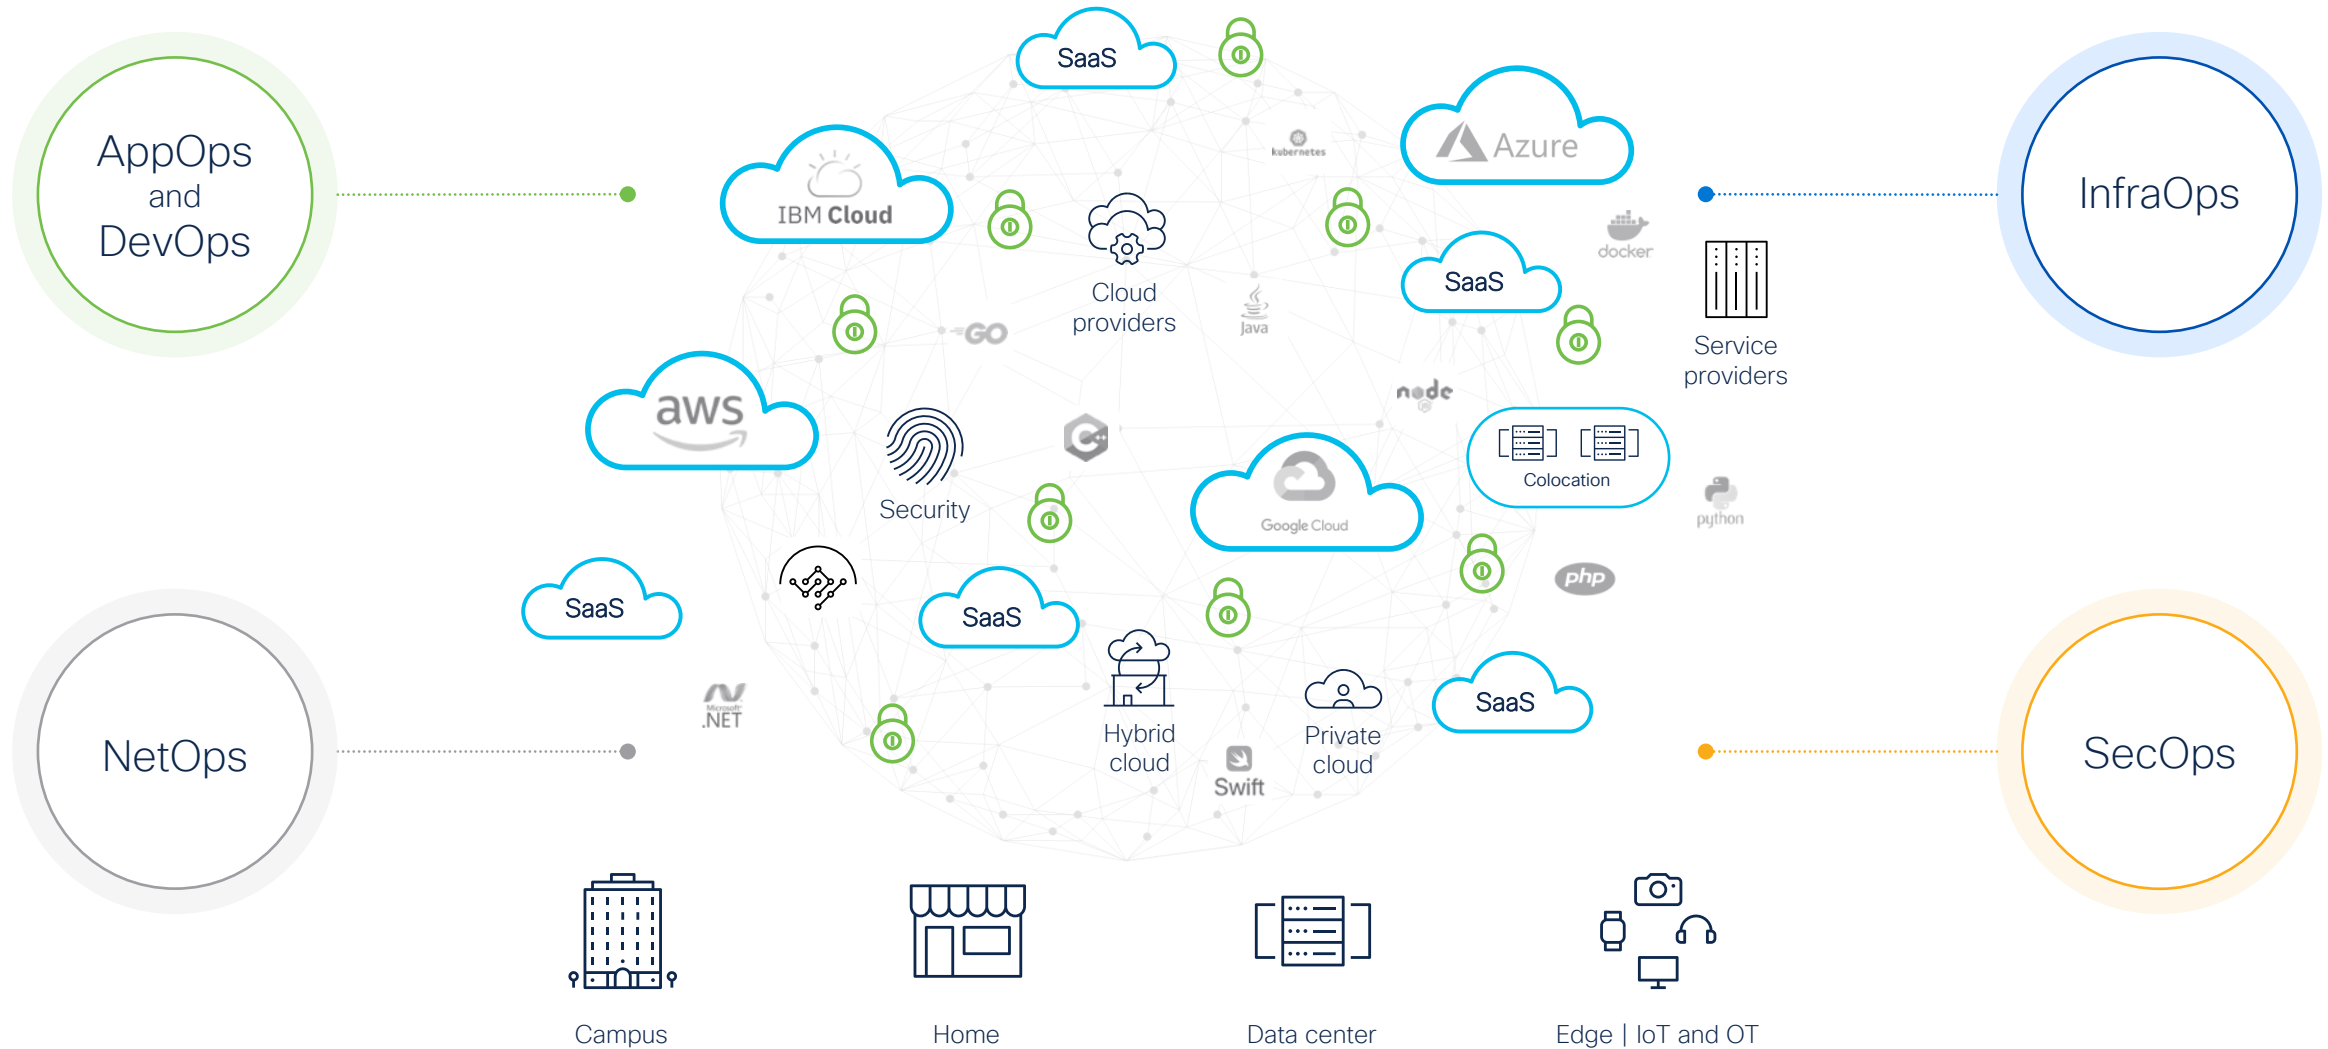 SaaS
AppOps
and
DevOps
Azure
kubernetes
IBM Cloud
InfraOps
docker
Cloud
providers
SaaS
Java
GO
Service
providers
aws
node
JS
C++
Colocation
Security
Google Cloud
python
php
SaaS
SaaS
Microsoft
.NET
SaaS
NetOps
Hybrid
cloud
Private
cloud
Swift
SecOps
Campus
Home
Data center
Edge | IoT and OT